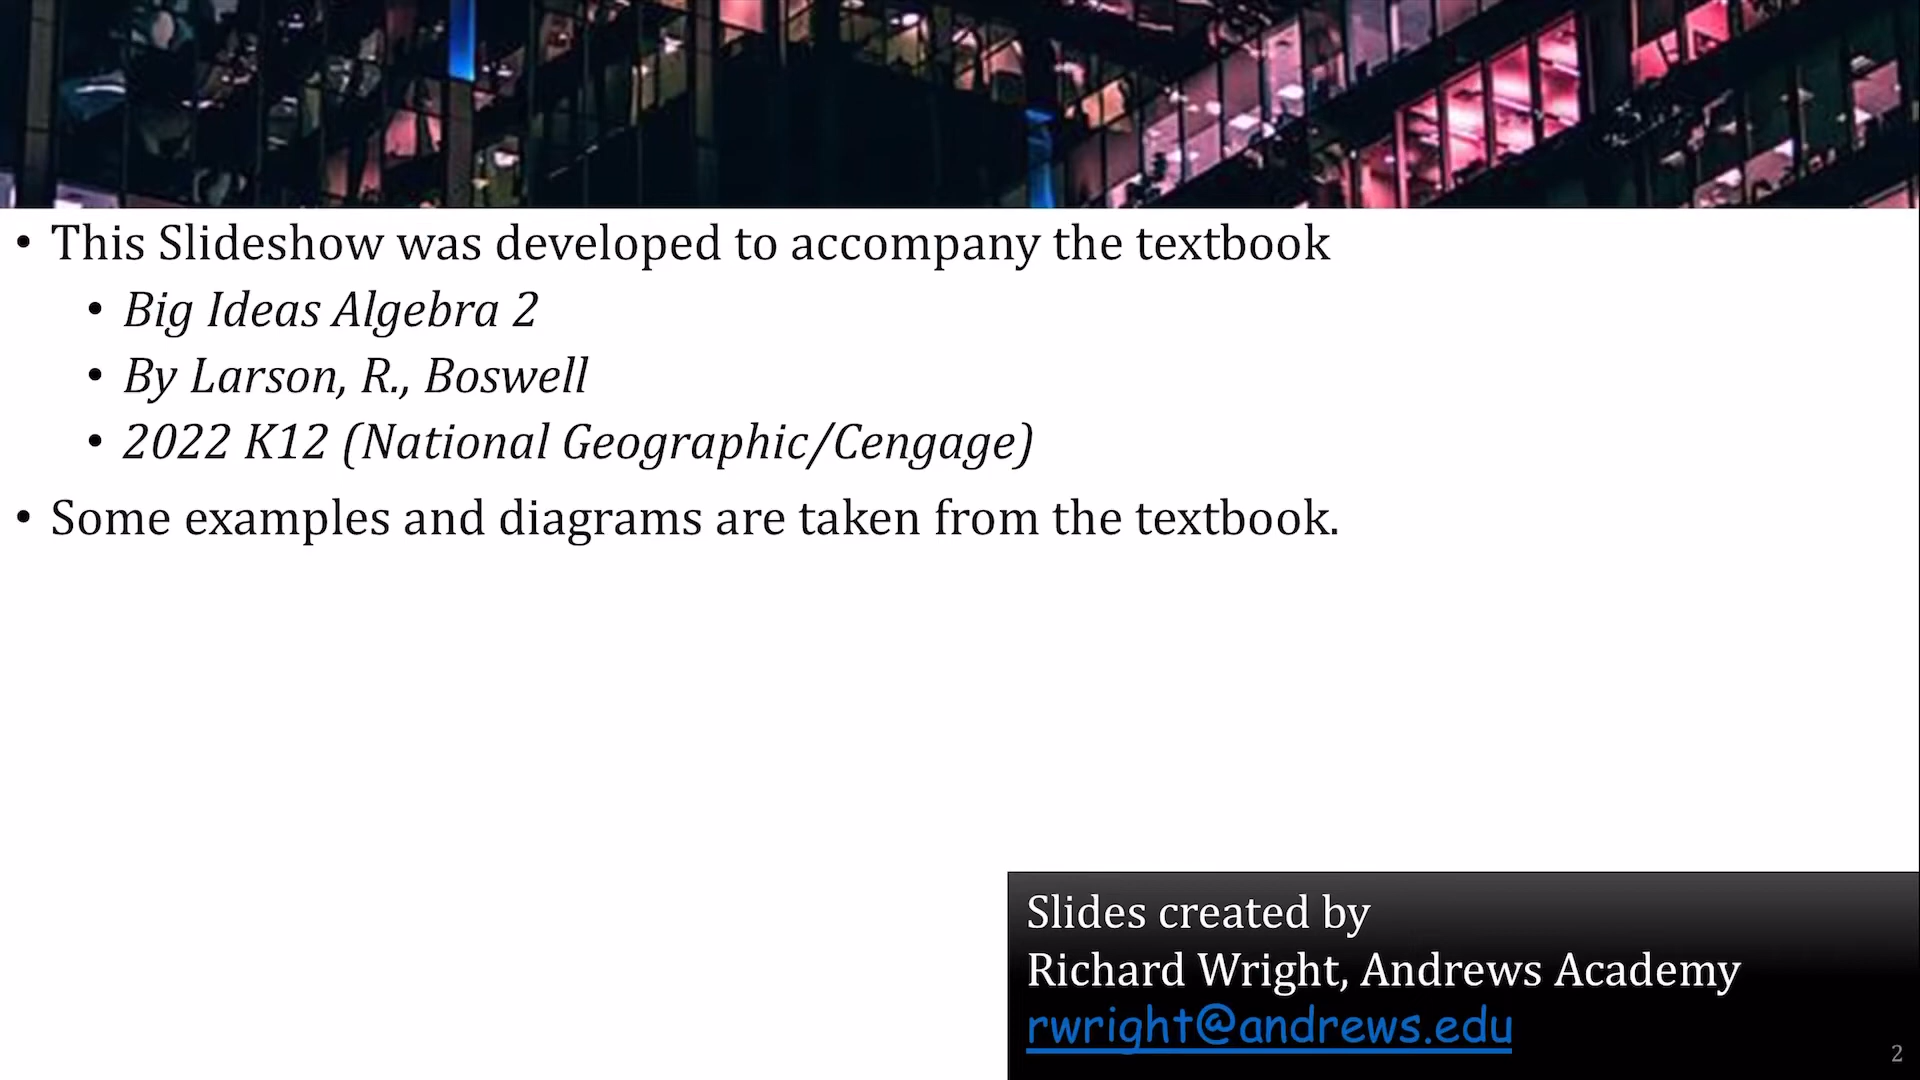 • This Slideshow was developed to accompany the textbook
• Big Ideas Algebra 2
• By Larson, R., Boswell
• 2022 K12 (National Geographic/Cengage)
• Some examples and diagrams are taken from the textbook.
Slides created by
Richard Wright, Andrews Academy
rwright@andrews.edu
2